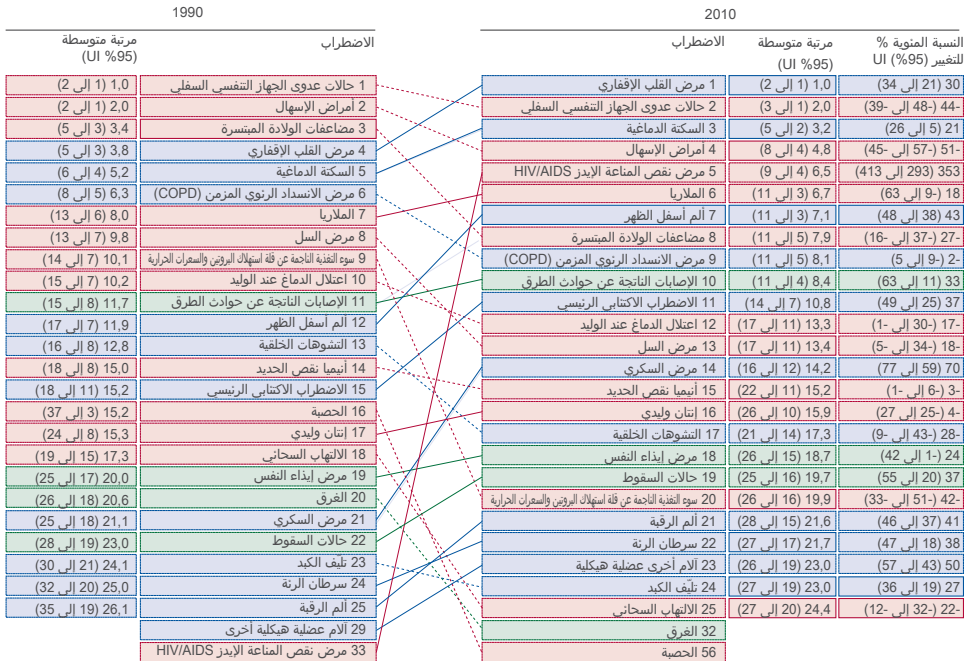 1990
الاضطراب مرتبة متوسطة (95% UI)
1 حالات عدوى الجهاز التنفسي السفلي 1,0 (1 إلى 2)
2 أمراض الإسهال 2,0 (1 إلى 2)
3 مضاعفات الولادة المبتسرة 3,4 (3 إلى 5)
4 مرض القلب الإقفاري 3,8 (3 إلى 5)
5 السكتة الدماغية 5,2 (4 إلى 6)
6 مرض الانسداد الرئوي المزمن (COPD) 6,3 (5 إلى 8)
7 الملاريا 8,0 (6 إلى 13)
8 مرض السل 9,8 (7 إلى 13)
9 سوء التغذية الناجمة عن قلة استهلاك البروتين والسعرات الحرارية 10,1 (7 إلى 14)
10 اعتلال الدماغ عند الوليد 10,2 (7 إلى 15)
11 الإصابات الناتجة عن حوادث الطرق 11,7 (8 إلى 15)
12 ألم أسفل الظهر 11,9 (7 إلى 17)
13 التشوهات الخلقية 12,8 (8 إلى 16)
14 أنيميا نقص الحديد 15,0 (8 إلى 18)
15 الاضطراب الاكتئابي الرئيسي 15,2 (11 إلى 18)
16 الحصبة 15,2 (3 إلى 37)
17 إنتان وليدي 15,3 (8 إلى 24)
18 الالتهاب السحائي 17,3 (15 إلى 19)
19 مرض إيذاء النفس 20,0 (17 إلى 25)
20 الغرق 20,6 (18 إلى 26)
21 مرض السكري 21,1 (18 إلى 25)
22 حالات السقوط 23,0 (19 إلى 28)
23 تليّف الكبد 24,1 (21 إلى 30)
24 سرطان الرئة 25,0 (20 إلى 32)
25 ألم الرقبة 26,1 (19 إلى 35)
29 آلام عضلية هيكلية أخرى
33 مرض نقص المناعة الإيدز HIV/AIDS
2010
الاضطراب مرتبة متوسطة (95% UI) النسبة المئوية % للتغيير (95%) UI
1 مرض القلب الإقفاري 1,0 (1 إلى 2) 30 (21 إلى 34)
2 حالات عدوى الجهاز التنفسي السفلي 2,0 (1 إلى 3) -44 (-48 إلى -39)
3 السكتة الدماغية 3,2 (2 إلى 5) 21 (5 إلى 26)
4 أمراض الإسهال 4,8 (4 إلى 8) -51 (-57 إلى -45)
5 مرض نقص المناعة الإيدز HIV/AIDS 6,5 (4 إلى 9) 353 (293 إلى 413)
6 الملاريا 6,7 (3 إلى 11) 18 (-9 إلى 63)
7 ألم أسفل الظهر 7,1 (3 إلى 11) 43 (38 إلى 48)
8 مضاعفات الولادة المبتسرة 7,9 (5 إلى 11) -27 (-37 إلى -16)
9 مرض الانسداد الرئوي المزمن (COPD) 8,1 (5 إلى 11) -2 (-9 إلى 5)
10 الإصابات الناتجة عن حوادث الطرق 8,4 (4 إلى 11) 33 (11 إلى 63)
11 الاضطراب الاكتئابي الرئيسي 10,8 (7 إلى 14) 37 (25 إلى 49)
12 اعتلال الدماغ عند الوليد 13,3 (11 إلى 17) -17 (-30 إلى -1)
13 مرض السل 13,4 (11 إلى 17) -18 (-34 إلى -5)
14 مرض السكري 14,2 (12 إلى 16) 70 (59 إلى 77)
15 أنيميا نقص الحديد 15,2 (11 إلى 22) -3 (-6 إلى -1)
16 إنتان وليدي 15,9 (10 إلى 26) -4 (-25 إلى 27)
17 التشوهات الخلقية 17,3 (14 إلى 21) -28 (-43 إلى -9)
18 مرض إيذاء النفس 18,7 (15 إلى 26) 24 (-1 إلى 42)
19 حالات السقوط 19,7 (16 إلى 25) 37 (20 إلى 55)
20 سوء التغذية الناجمة عن قلة استهلاك البروتين والسعرات الحرارية 19,9 (16 إلى 26) -42 (-51 إلى -33)
21 ألم الرقبة 21,6 (15 إلى 28) 41 (37 إلى 46)
22 سرطان الرئة 21,7 (17 إلى 27) 38 (18 إلى 47)
23 آلام أخرى عضلية هيكلية 23,0 (19 إلى 26) 50 (43 إلى 57)
24 تليّف الكبد 23,0 (19 إلى 27) 27 (19 إلى 36)
25 الالتهاب السحائي 24,4 (20 إلى 27) -22 (-32 إلى -12)
32 الغرق
56 الحصبة